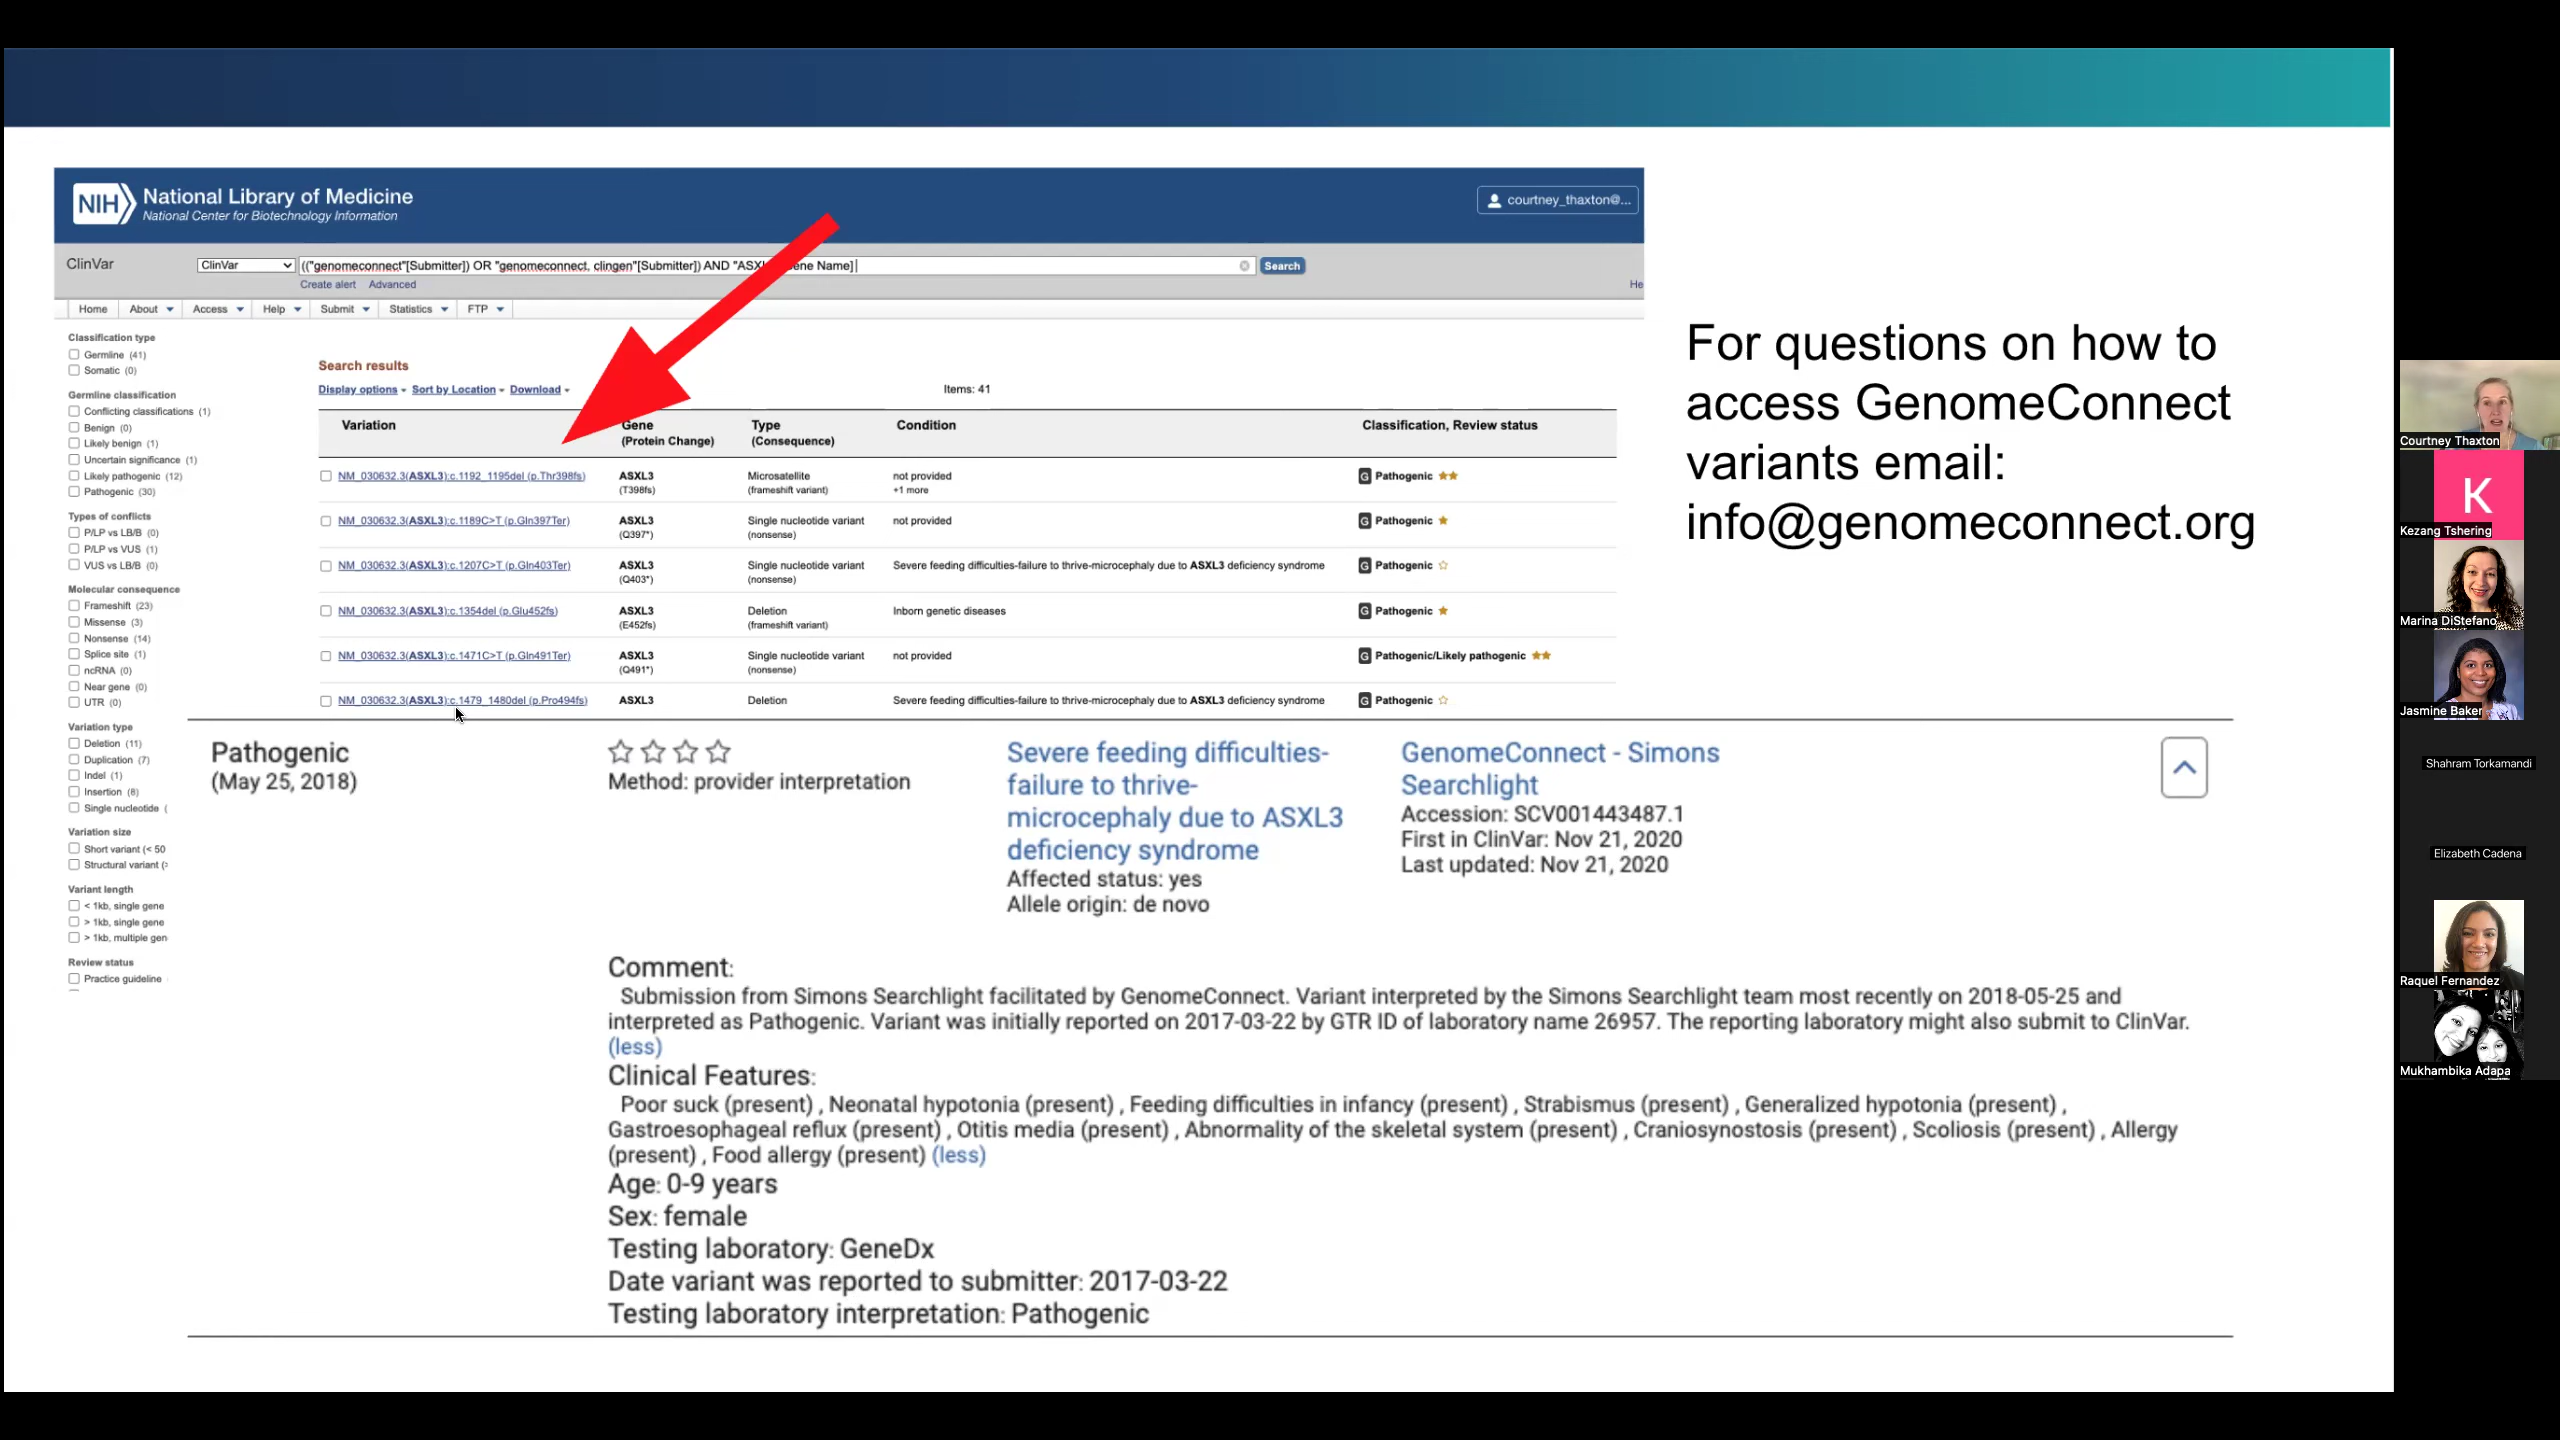 NIH National Library of Medicine
National Center for Biotechnology Information
courtney_thaxton@...
ClinVar
ClinVar
(("genomeconnect"[Submitter]) OR "genomeconnect, clingen"[Submitter]) AND "ASX ene Name]
Search
Create alert Advanced
He
Home About Access Help Submit Statistics FTP
Classification type
Germline (41)
Somatic (0)
Germline classification
Conflicting classifications (1)
Benign (0)
Likely benign (1)
Uncertain significance (1)
Likely pathogenic (12)
Pathogenic (30)
Types of conflicts
P/LP vs LB/B (0)
P/LP vs VUS (1)
VUS vs LB/B (0)
Molecular consequence
Frameshift (23)
Missense (3)
Nonsense (14)
Splice site (1)
ncRNA (0)
Near gene (0)
UTR (0)
Variation type
Deletion (11)
Duplication (7)
Indel (1)
Insertion (8)
Single nucleotide (
Variation size
Short variant (< 50
Structural variant (>
Variant length
< 1kb, single gene
> 1kb, single gene
> 1kb, multiple gen
Review status
Practice guideline
Search results
Display options Sort by Location Download
Items: 41
Variation Gene Type Condition Classification, Review status
(Protein Change) (Consequence)
NM_030632.3(ASXL3):c.1192_1195del (p.Thr398fs) ASXL3 Microsatellite not provided G Pathogenic
(T398fs) (frameshift variant) +1 more
NM_030632.3(ASXL3):c.1189C>T (p.Gln397Ter) ASXL3 Single nucleotide variant not provided G Pathogenic
(Q397*) (nonsense)
NM_030632.3(ASXL3):c.1207C>T (p.Gln403Ter) ASXL3 Single nucleotide variant Severe feeding difficulties-failure to thrive-microcephaly due to ASXL3 deficiency syndrome G Pathogenic
(Q403*) (nonsense)
NM_030632.3(ASXL3):c.1354del (p.Glu452fs) ASXL3 Deletion Inborn genetic diseases G Pathogenic
(E452fs) (frameshift variant)
NM_030632.3(ASXL3):c.1471C>T (p.Gln491Ter) ASXL3 Single nucleotide variant not provided G Pathogenic/Likely pathogenic
(Q491*) (nonsense)
NM_030632.3(ASXL3):c.1479_1480del (p.Pro494fs) ASXL3 Deletion Severe feeding difficulties-failure to thrive-microcephaly due to ASXL3 deficiency syndrome G Pathogenic
For questions on how to
access GenomeConnect
variants email:
info@genomeconnect.org
Pathogenic
(May 25, 2018)
Method: provider interpretation
Severe feeding difficulties-
failure to thrive-
microcephaly due to ASXL3
deficiency syndrome
Affected status: yes
Allele origin: de novo
GenomeConnect - Simons
Searchlight
Accession: SCV001443487.1
First in ClinVar: Nov 21, 2020
Last updated: Nov 21, 2020
Comment:
Submission from Simons Searchlight facilitated by GenomeConnect. Variant interpreted by the Simons Searchlight team most recently on 2018-05-25 and
interpreted as Pathogenic. Variant was initially reported on 2017-03-22 by GTR ID of laboratory name 26957. The reporting laboratory might also submit to ClinVar.
(less)
Clinical Features:
Poor suck (present) , Neonatal hypotonia (present) , Feeding difficulties in infancy (present) , Strabismus (present) , Generalized hypotonia (present) ,
Gastroesophageal reflux (present) , Otitis media (present) , Abnormality of the skeletal system (present) , Craniosynostosis (present) , Scoliosis (present) , Allergy
(present) , Food allergy (present) (less)
Age: 0-9 years
Sex: female
Testing laboratory: GeneDx
Date variant was reported to submitter: 2017-03-22
Testing laboratory interpretation: Pathogenic
Courtney Thaxton
K
Kezang Tshering
Marina DiStefano
Jasmine Baker
Shahram Torkamandi
Elizabeth Cadena
Raquel Fernandez
Mukhambika Adapa